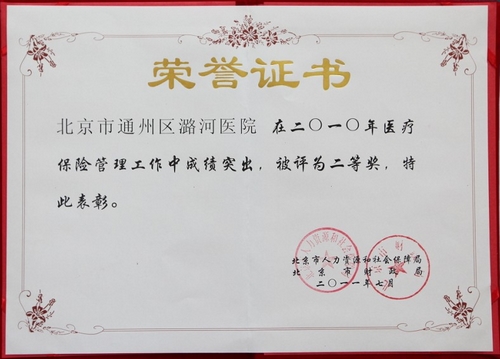 荣誉证书
北京市通州区潞河医院 在二〇一〇年医疗
保险管理工作中成绩突出，被评为二等奖，特
此表彰。
北京市人力资源和社会保障局
北京市财政局
二〇一一年七月